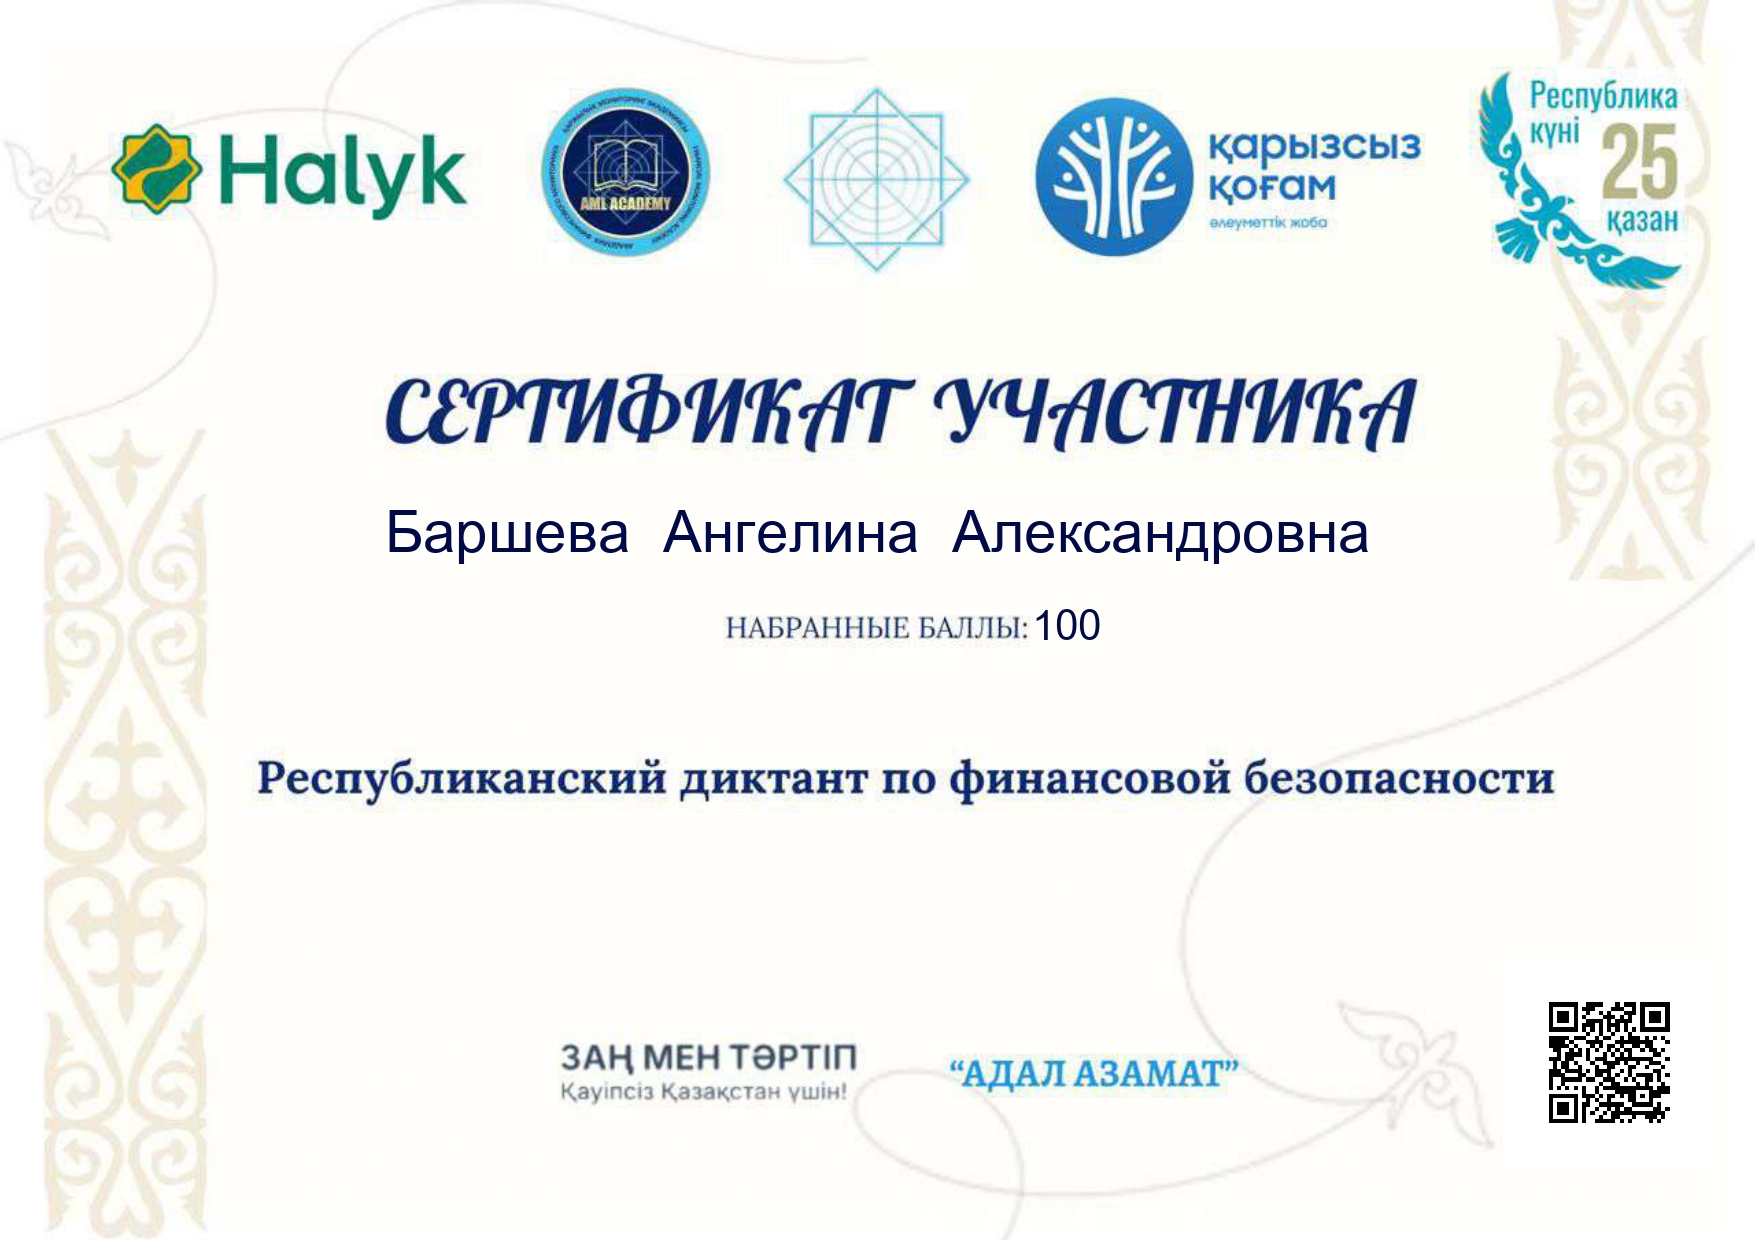 Halyk
AML ACADEMY
қарызсыз
қоғам
әлеуметтік жоба
Республика
күні
25
қазан
СЕРТИФИКАТ УЧАСТНИКА
Баршева Ангелина Александровна
НАБРАННЫЕ БАЛЛЫ: 100
Республиканский диктант по финансовой безопасности
ЗАҢ МЕН ТӘРТІП
Қауіпсіз Қазақстан үшін!
“АДАЛ АЗАМАТ”